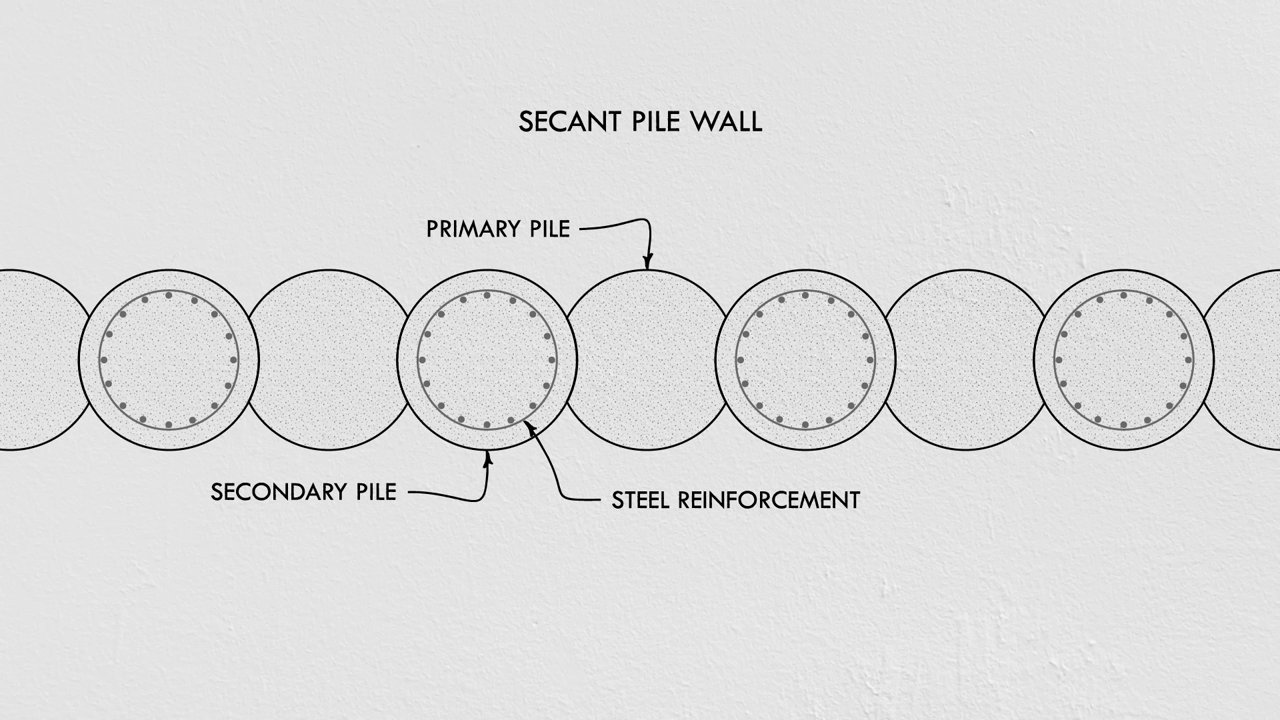 SECANT PILE WALL
PRIMARY PILE
SECONDARY PILE
STEEL REINFORCEMENT